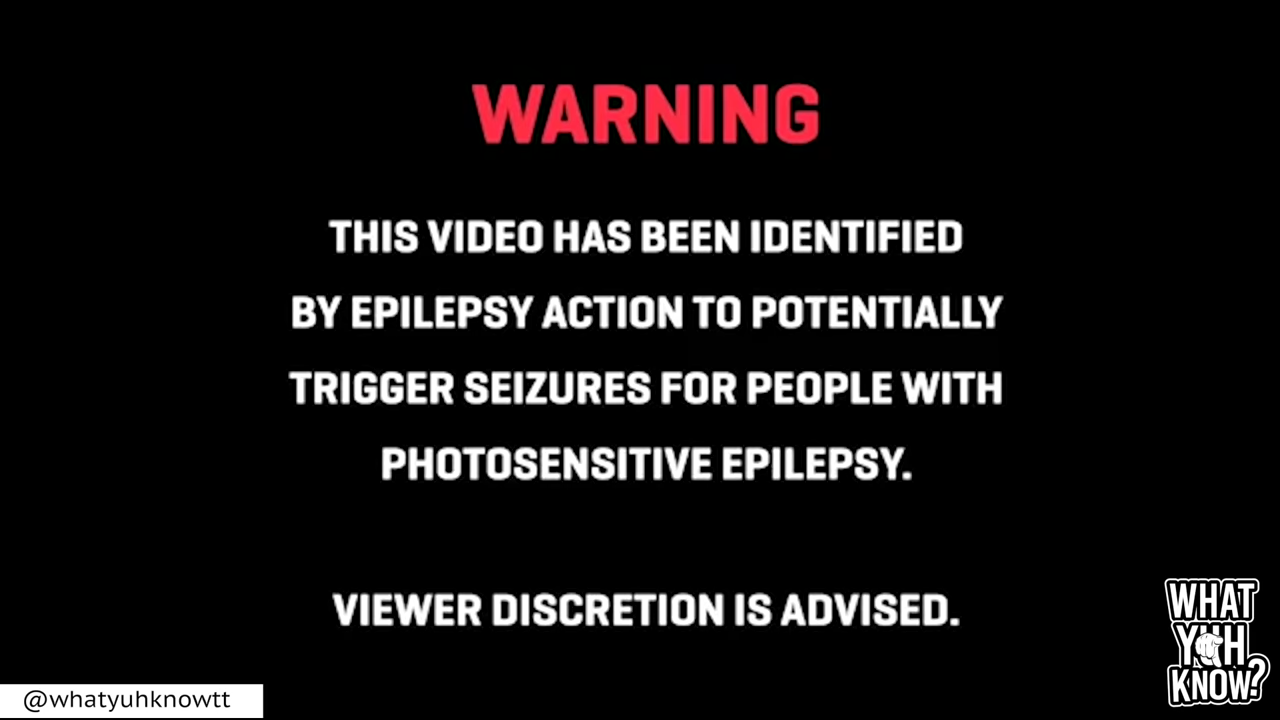 WARNING
THIS VIDEO HAS BEEN IDENTIFIED
BY EPILEPSY ACTION TO POTENTIALLY
TRIGGER SEIZURES FOR PEOPLE WITH
PHOTOSENSITIVE EPILEPSY.
VIEWER DISCRETION IS ADVISED.
WHAT
YUH
KNOW?
@whatyuhknowtt